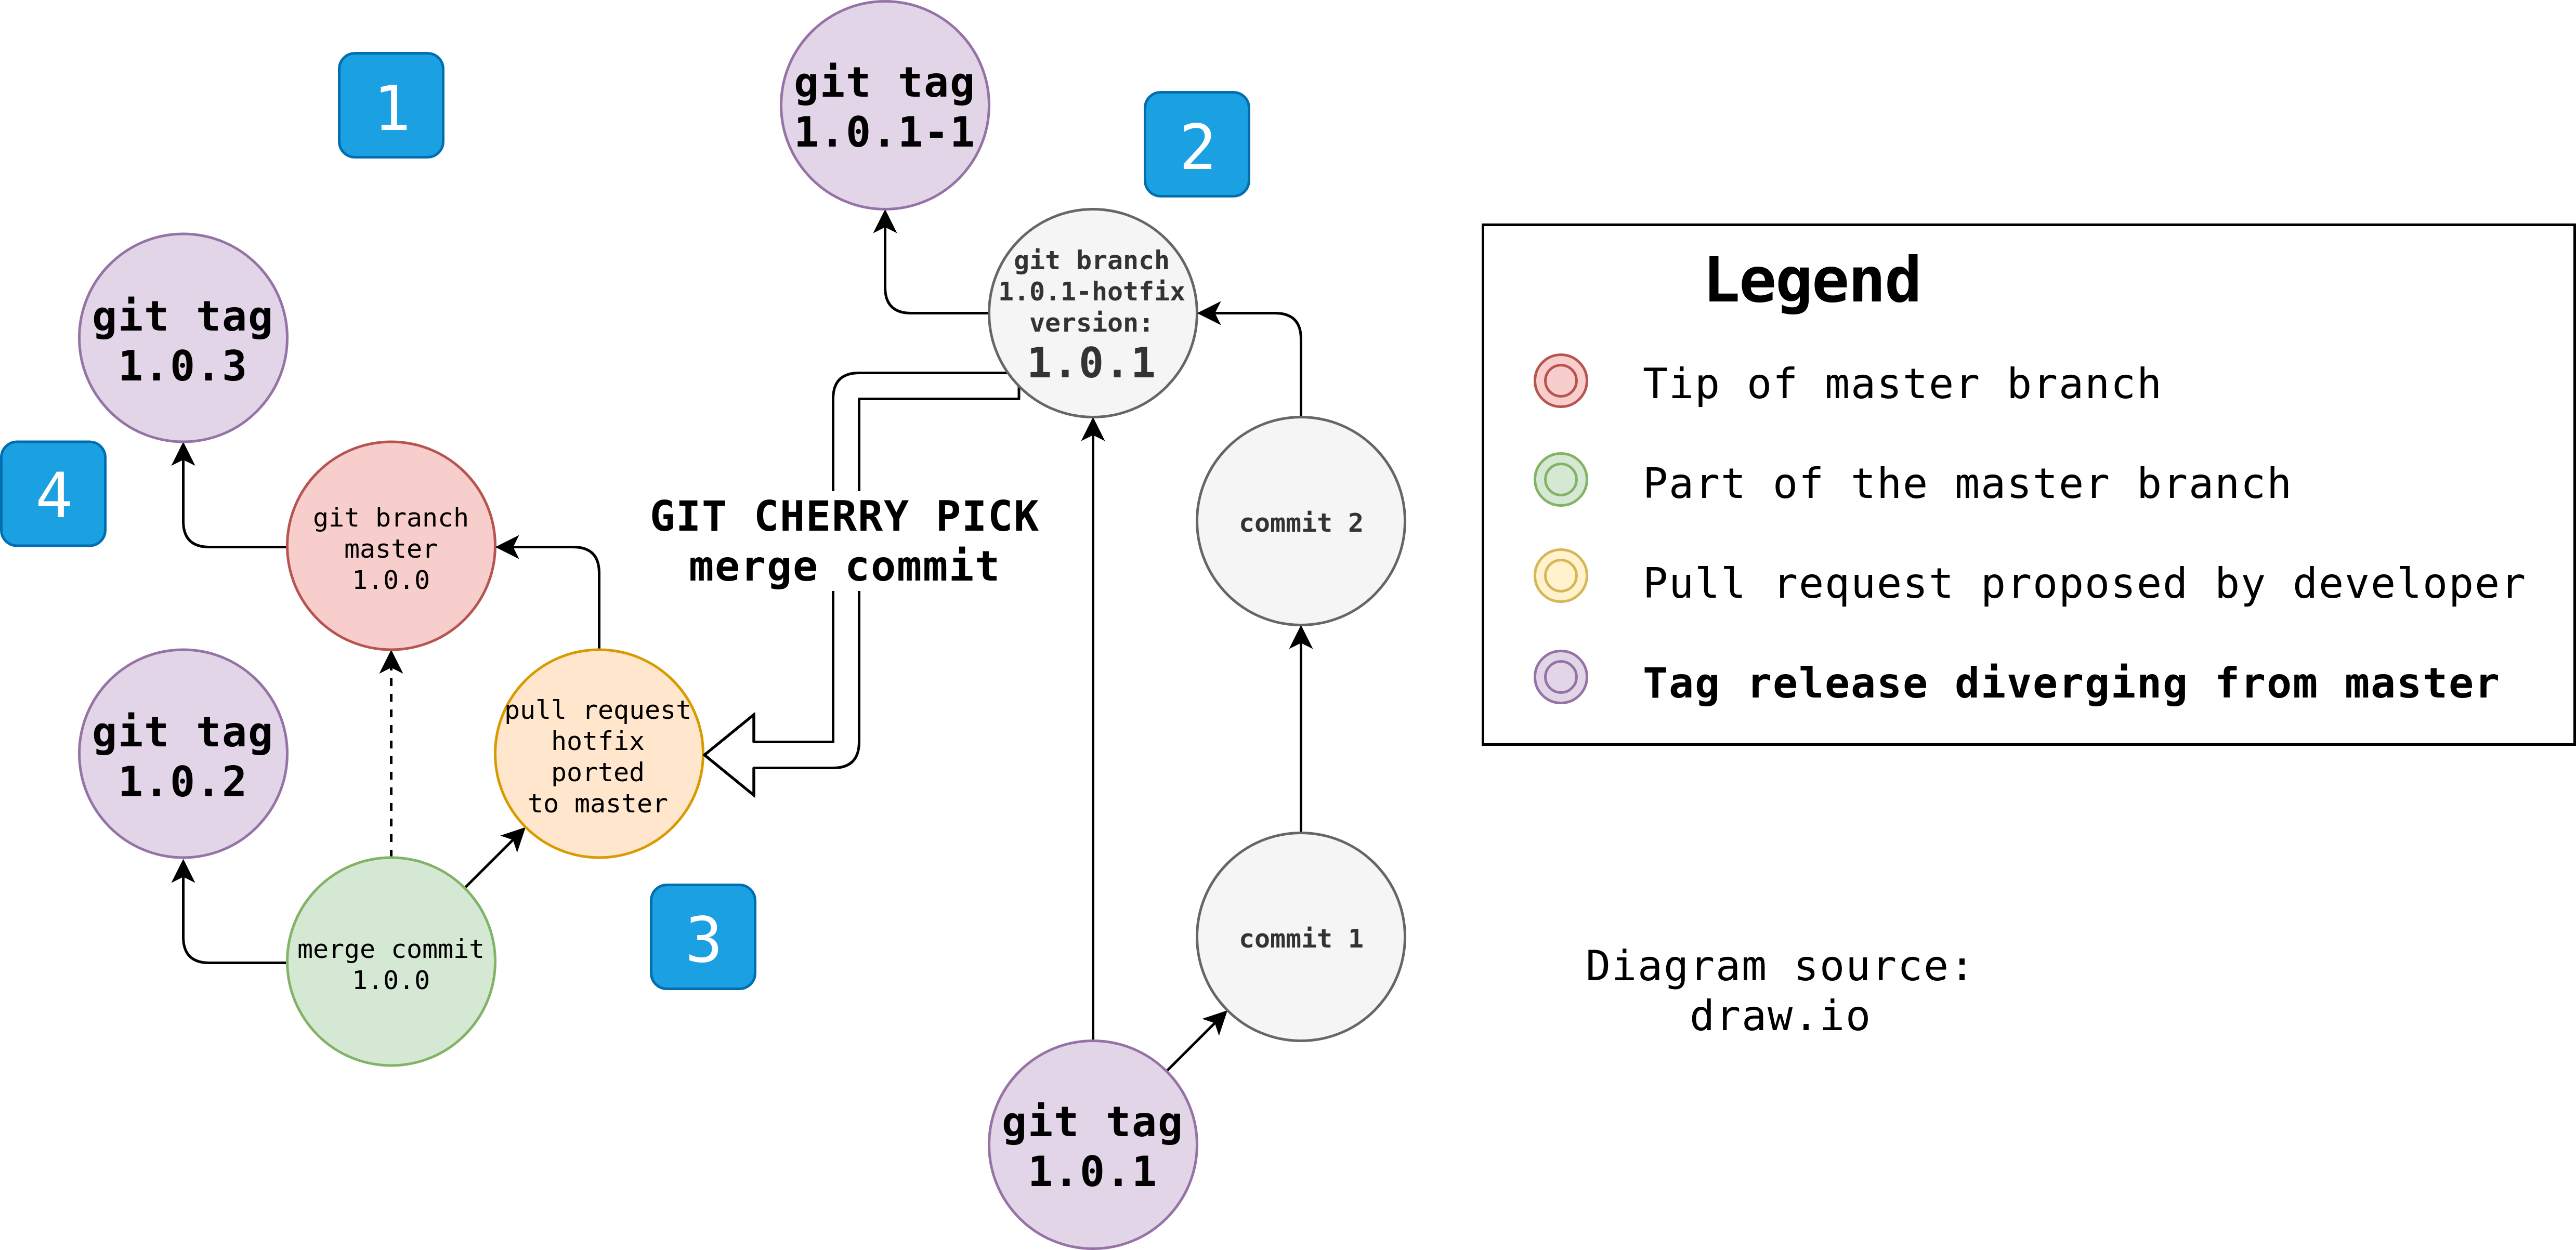 1
git tag
1.0.1-1
2
git tag
1.0.3
git branch
1.0.1-hotfix
version:
1.0.1
4
git branch
master
1.0.0
GIT CHERRY PICK
merge commit
commit 2
git tag
1.0.2
pull request
hotfix
ported
to master
merge commit
1.0.0
3
commit 1
git tag
1.0.1
Legend
Tip of master branch
Part of the master branch
Pull request proposed by developer
Tag release diverging from master
Diagram source:
draw.io